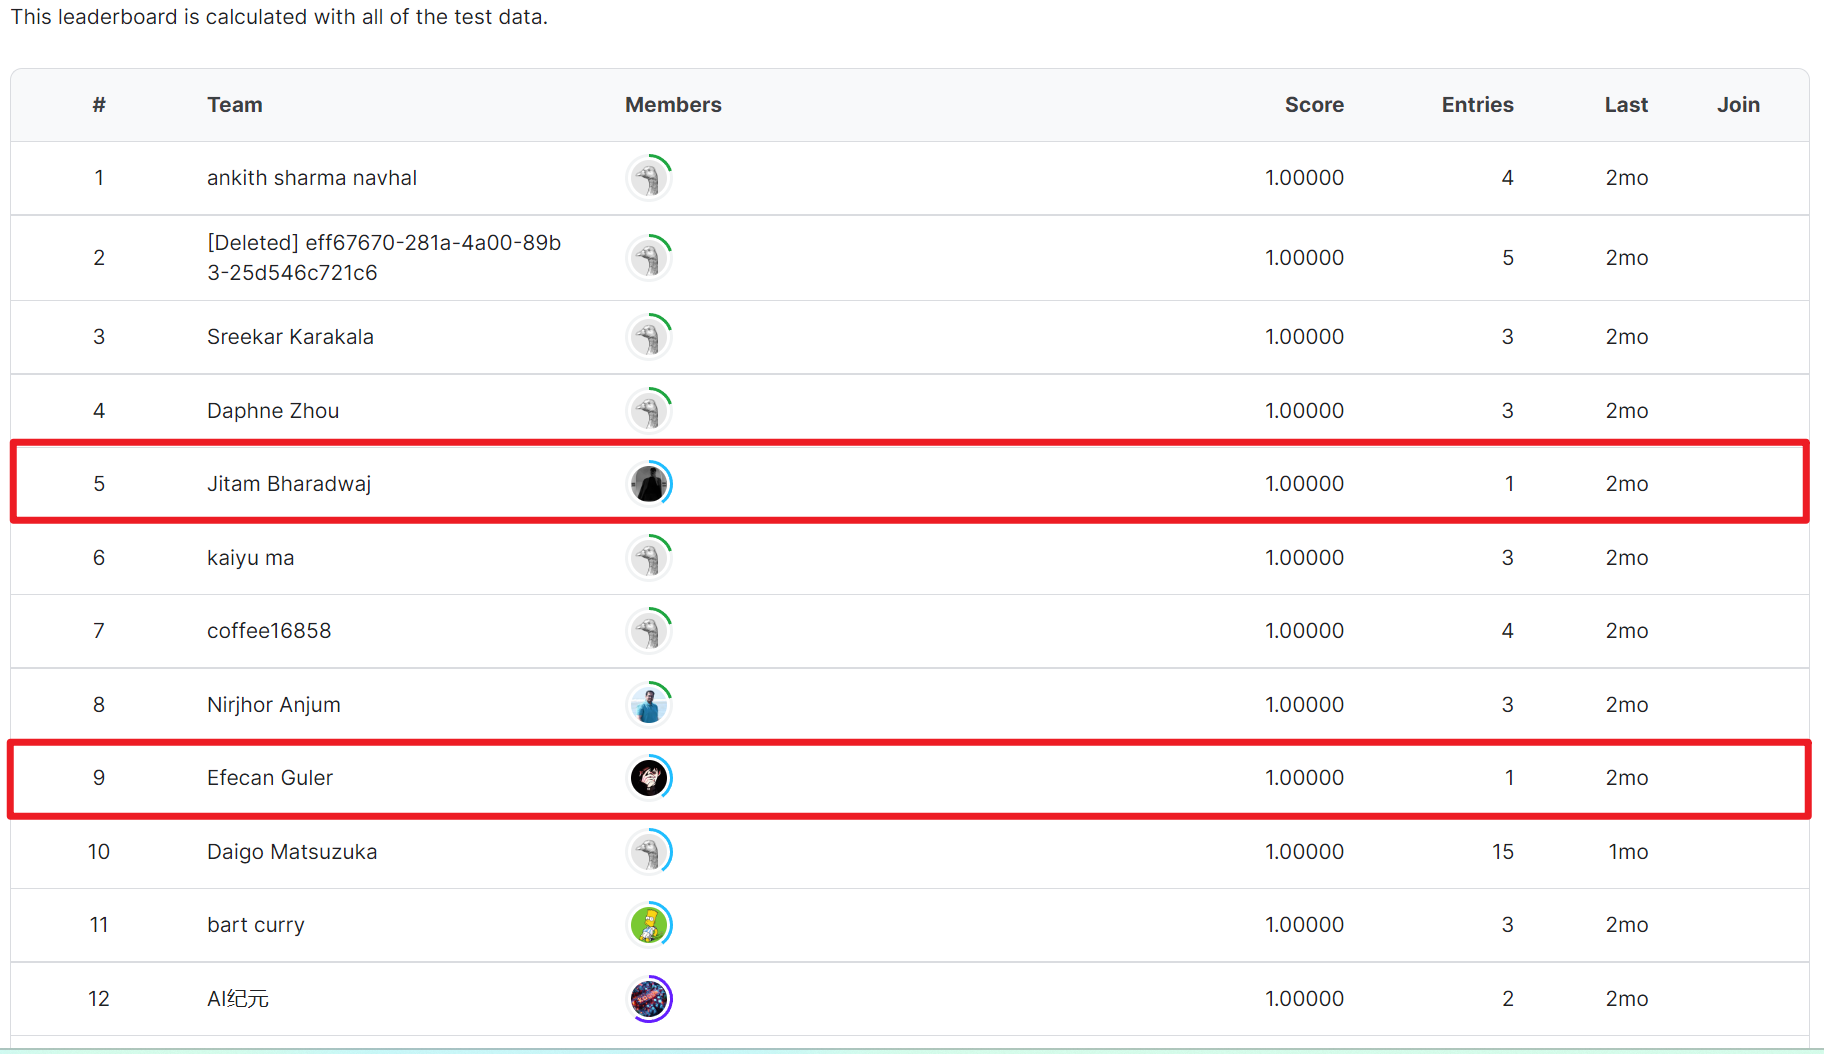 This leaderboard is calculated with all of the test data.
# Team Members Score Entries Last Join
1 ankith sharma navhal 1.00000 4 2mo
2 [Deleted] eff67670-281a-4a00-89b 1.00000 5 2mo
3-25d546c721c6
3 Sreekar Karakala 1.00000 3 2mo
4 Daphne Zhou 1.00000 3 2mo
5 Jitam Bharadwaj 1.00000 1 2mo
6 kaiyu ma 1.00000 3 2mo
7 coffee16858 1.00000 4 2mo
8 Nirjhor Anjum 1.00000 3 2mo
9 Efecan Guler 1.00000 1 2mo
10 Daigo Matsuzuka 1.00000 15 1mo
11 bart curry 1.00000 3 2mo
12 AI纪元 1.00000 2 2mo